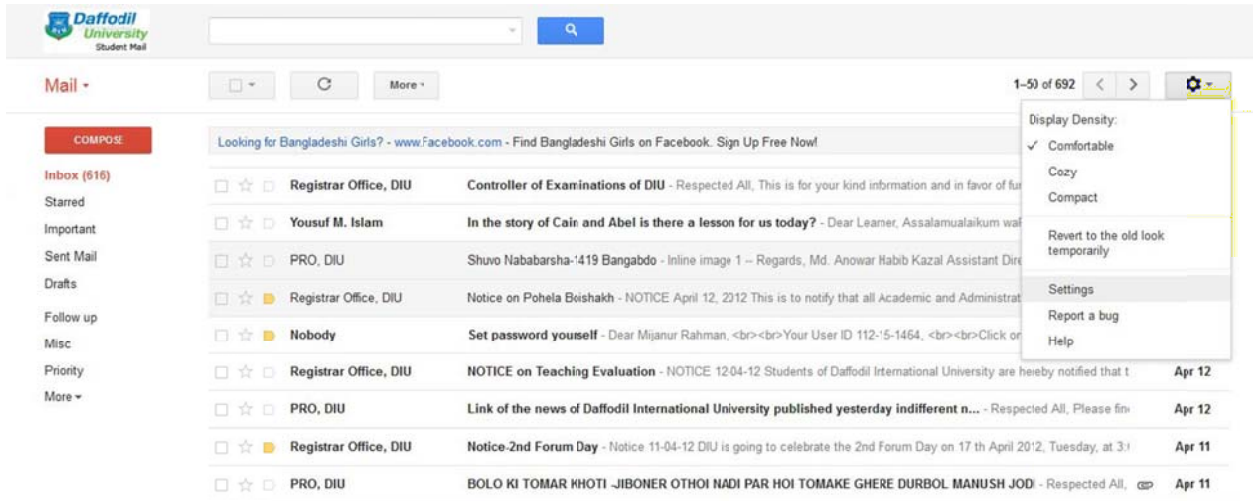 Daffodil
University
Student Mail
Mail
More
1–50 of 692
COMPOSE
Inbox (616)
Starred
Important
Sent Mail
Drafts
Follow up
Misc
Priority
More
Looking for Bangladeshi Girls? - www.Facebook.com - Find Bangladeshi Girls on Facebook. Sign Up Free Now!
Registrar Office, DIU Controller of Examinations of DIU - Respected All, This is for your kind information and in favor of fur
Yousuf M. Islam In the story of Cain and Abel is there a lesson for us today? - Dear Learner, Assalamualaikum wal
PRO, DIU Shuvo Nababarsha-1419 Bangabdo - Inline image 1 -- Regards, Md. Anowar Habib Kazal Assistant Dire
Registrar Office, DIU Notice on Pohela Boishakh - NOTICE April 12, 2012 This is to notify that all Academic and Administrat
Nobody Set password yourself - Dear Mijanur Rahman, <br><br>Your User ID 112-15-1464, <br><br>Click or
Registrar Office, DIU NOTICE on Teaching Evaluation - NOTICE 12-04-12 Students of Daffodil International University are hereby notified that t Apr 12
PRO, DIU Link of the news of Daffodil International University published yesterday indifferent n... - Respected All, Please find Apr 12
Registrar Office, DIU Notice-2nd Forum Day - Notice 11-04-12 DIU is going to celebrate the 2nd Forum Day on 17 th April 2012, Tuesday, at 3:0 Apr 11
PRO, DIU BOLO KI TOMAR KHOTI -JIBONER OTHOI NADI PAR HOI TOMAKE GHERE DURBOL MANUSH JODI - Respected All, Apr 11
Display Density:
Comfortable
Cozy
Compact
Revert to the old look
temporarily
Settings
Report a bug
Help